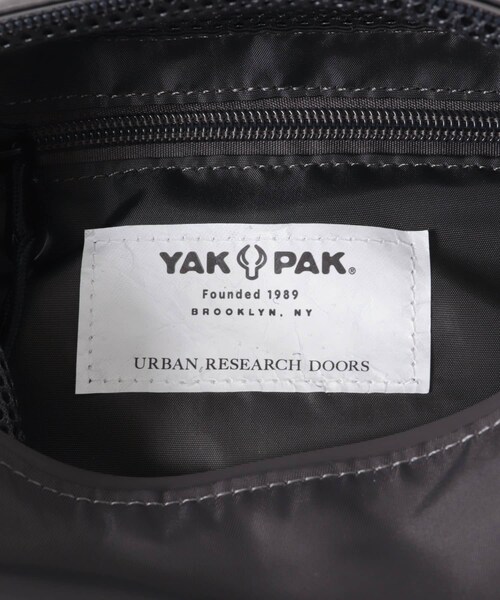 YAK PAK®
Founded 1989
BROOKLYN, NY
URBAN RESEARCH DOORS